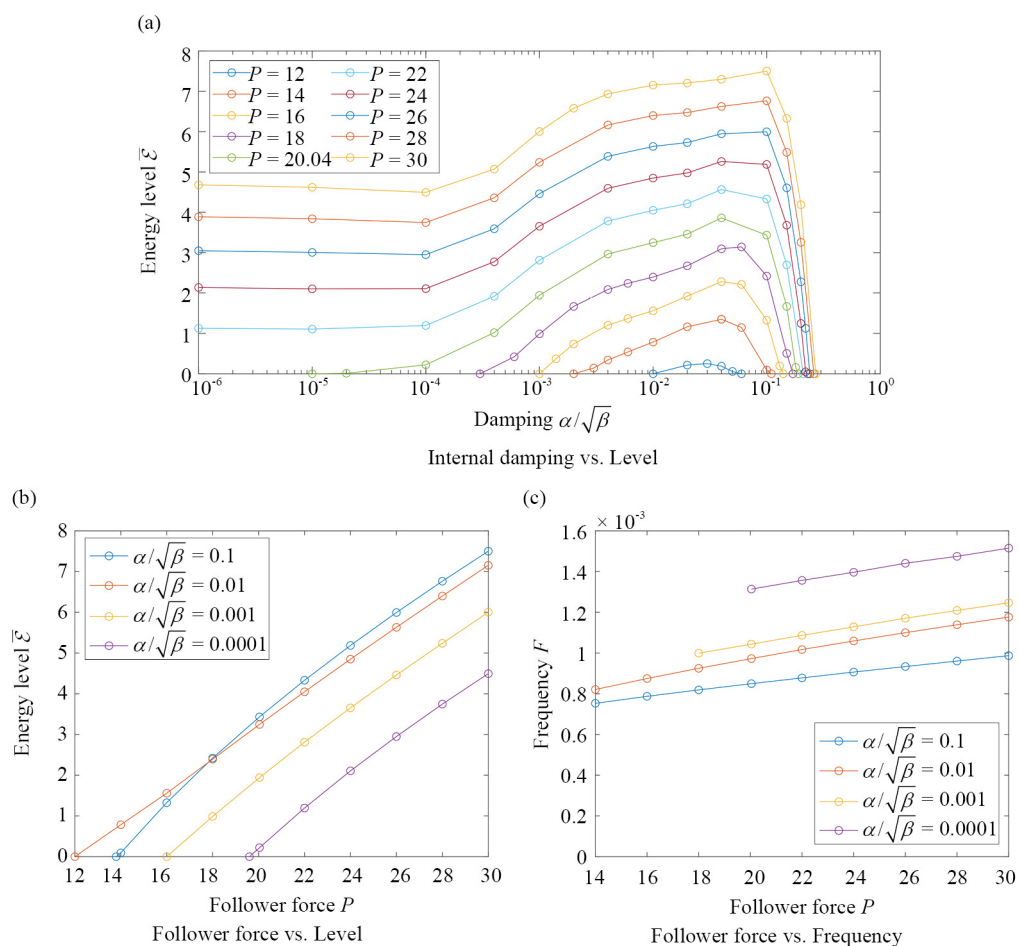 (a)
Energy level ℰ̅
8
7
6
5
4
3
2
1
0
P = 12
P = 14
P = 16
P = 18
P = 20.04
P = 22
P = 24
P = 26
P = 28
P = 30
10⁻⁶ 10⁻⁵ 10⁻⁴ 10⁻³ 10⁻² 10⁻¹ 10⁰
Damping α/√β
Internal damping vs. Level
(b)
Energy level ℰ̅
8
7
6
5
4
3
2
1
0
α/√β = 0.1
α/√β = 0.01
α/√β = 0.001
α/√β = 0.0001
12 14 16 18 20 22 24 26 28 30
Follower force P
Follower force vs. Level
(c)
× 10⁻³
Frequency F
1.6
1.4
1.2
1
0.8
0.6
0.4
0.2
0
α/√β = 0.1
α/√β = 0.01
α/√β = 0.001
α/√β = 0.0001
14 16 18 20 22 24 26 28 30
Follower force P
Follower force vs. Frequency